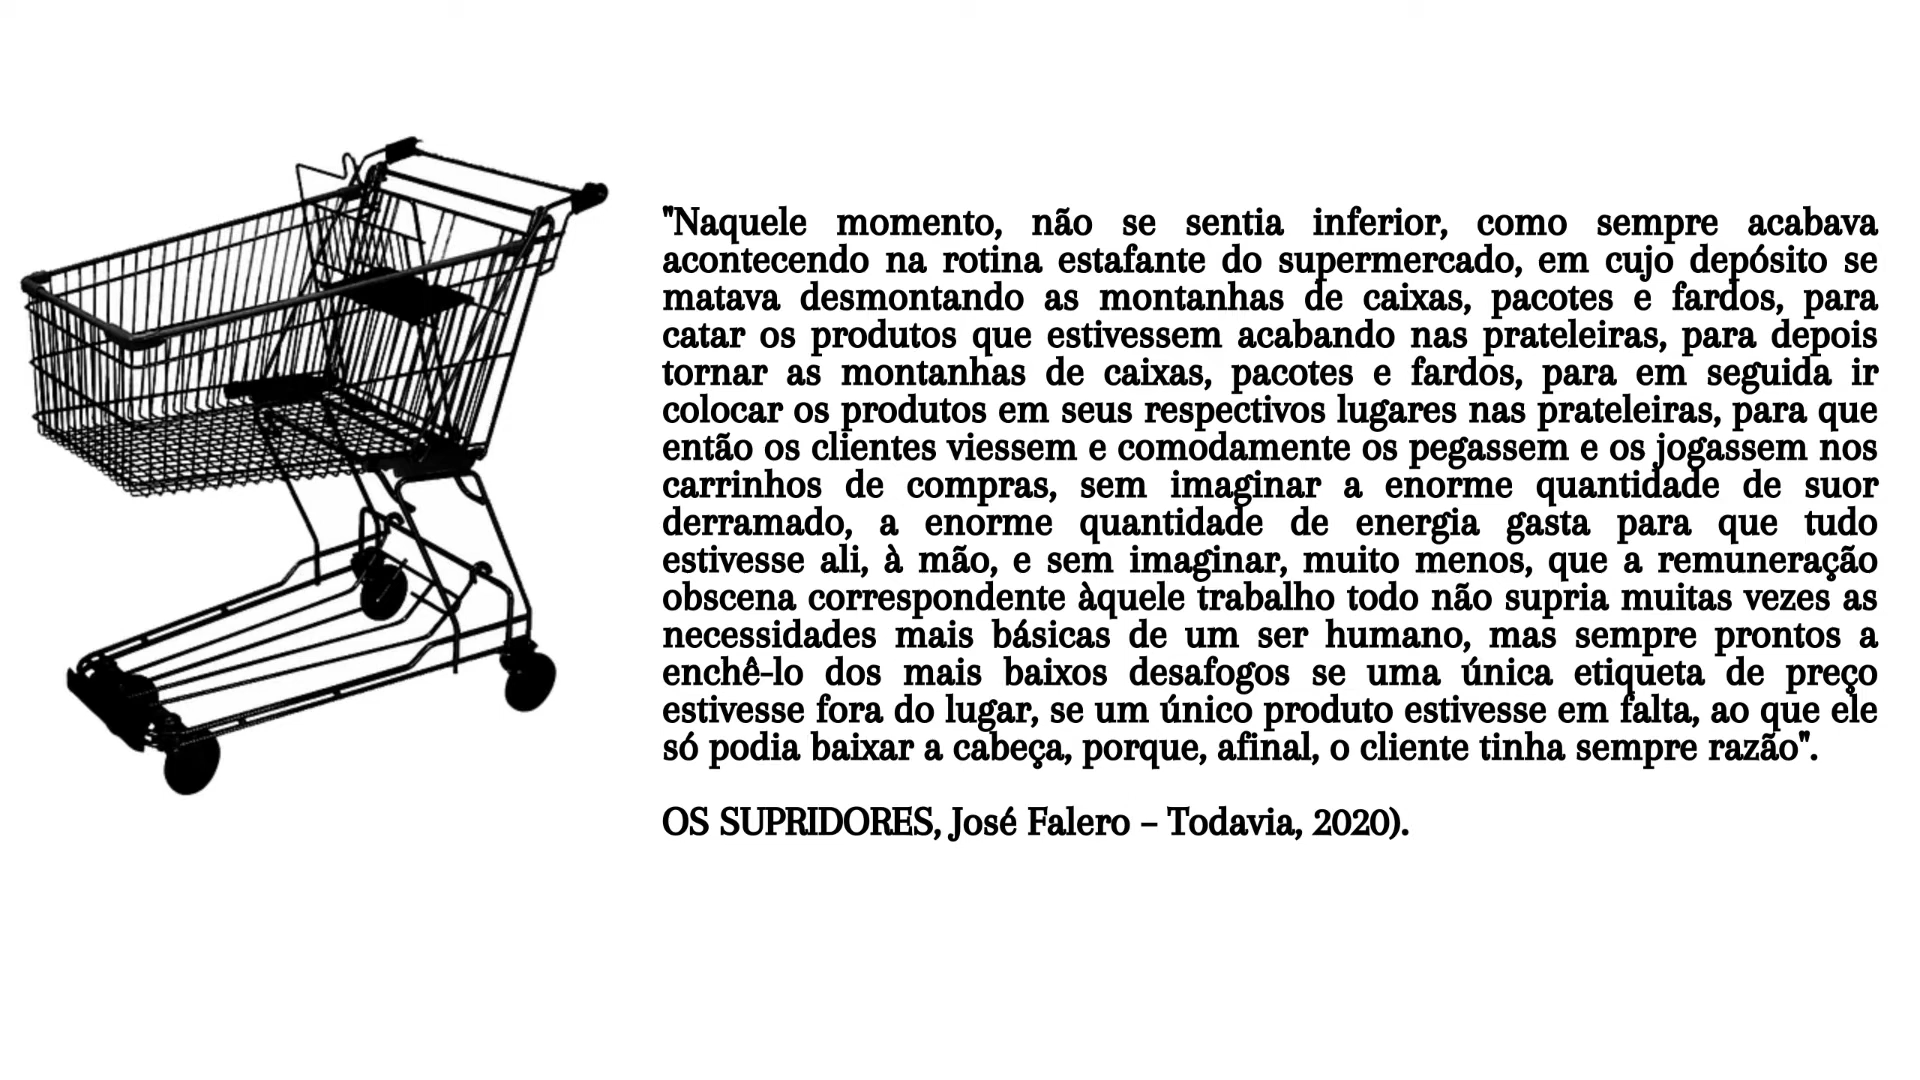 "Naquele momento, não se sentia inferior, como sempre acabava
acontecendo na rotina estafante do supermercado, em cujo depósito se
matava desmontando as montanhas de caixas, pacotes e fardos, para
catar os produtos que estivessem acabando nas prateleiras, para depois
tornar as montanhas de caixas, pacotes e fardos, para em seguida ir
colocar os produtos em seus respectivos lugares nas prateleiras, para que
então os clientes viessem e comodamente os pegassem e os jogassem nos
carrinhos de compras, sem imaginar a enorme quantidade de suor
derramado, a enorme quantidade de energia gasta para que tudo
estivesse ali, à mão, e sem imaginar, muito menos, que a remuneração
obscena correspondente àquele trabalho todo não supria muitas vezes as
necessidades mais básicas de um ser humano, mas sempre prontos a
enchê-lo dos mais baixos desafogos se uma única etiqueta de preço
estivesse fora do lugar, se um único produto estivesse em falta, ao que ele
só podia baixar a cabeça, porque, afinal, o cliente tinha sempre razão".
OS SUPRIDORES, José Falero – Todavia, 2020).